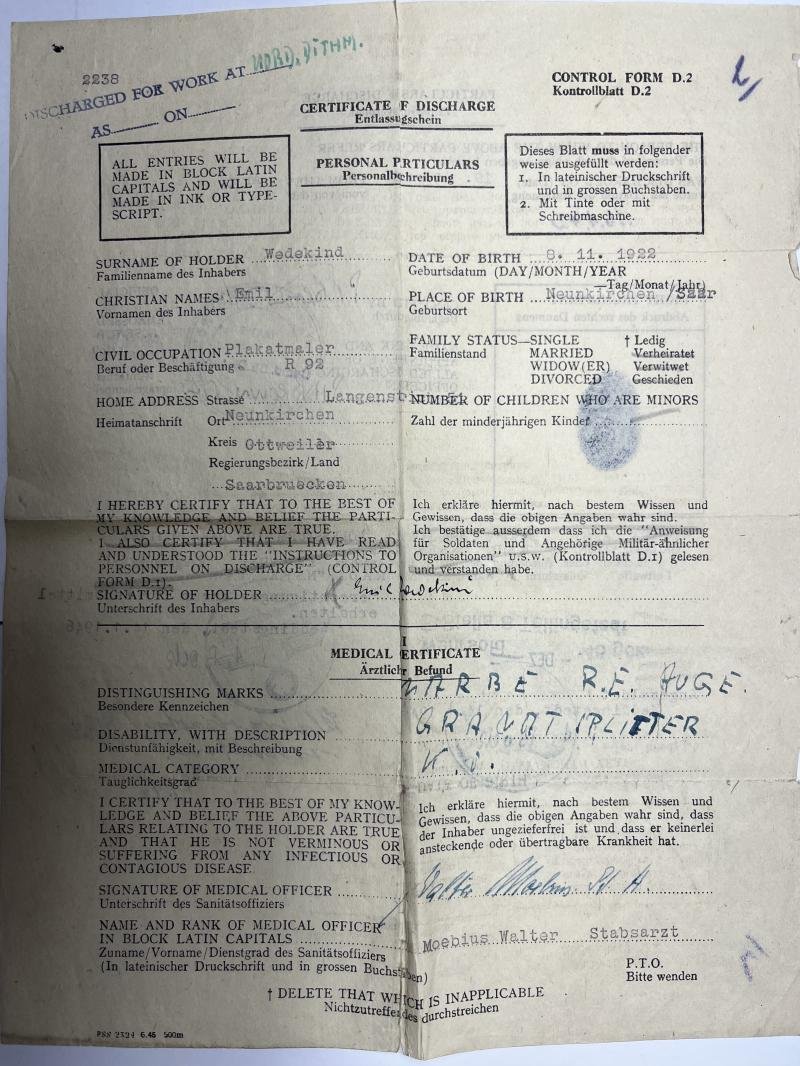 2238
DISCHARGED FOR WORK AT NORD. DITHM.
AS ON
CONTROL FORM D.2
Kontrollblatt D.2
CERTIFICATE F DISCHARGE
Entlassugschein
PERSONAL PRTICULARS
Personalbchreibung
ALL ENTRIES WILL BE
MADE IN BLOCK LATIN
CAPITALS AND WILL BE
MADE IN INK OR TYPE-
SCRIPT.
Dieses Blatt muss in folgender
weise ausgefüllt werden:
1. In lateinischer Druckschrift
und in grossen Buchstaben.
2. Mit Tinte oder mit
Schreibmaschine.
SURNAME OF HOLDER Wedekind
Familienname des Inhabers
CHRISTIAN NAMES Emil
Vornamen des Inhabers
CIVIL OCCUPATION Plakatmaler
Beruf oder Beschäftigung R 92
HOME ADDRESS Strasse
Heimatanschrift Ort Neunkirchen
Kreis Ottweiler
Regierungsbezirk/Land
Saarbruecken
DATE OF BIRTH 8. 11. 1922
Geburtsdatum (DAY/MONTH/YEAR
—Tag/Monat/Jahr)
PLACE OF BIRTH Neunkirchen /Saar
Geburtsort
FAMILY STATUS—SINGLE † Ledig
Familienstand MARRIED Verheiratet
WIDOW(ER) Verwitwet
DIVORCED Geschieden
NUMBER OF CHILDREN WHO ARE MINORS
Zahl der minderjährigen Kinder
I HEREBY CERTIFY THAT TO THE BEST OF
MY KNOWLEDGE AND BELIEF THE PARTI-
CULARS GIVEN ABOVE ARE TRUE.
I ALSO CERTIFY THAT I HAVE READ
AND UNDERSTOOD THE "INSTRUCTIONS TO
PERSONNEL ON DISCHARGE" (CONTROL
FORM D.1).
SIGNATURE OF HOLDER Emil Wedekind
Unterschrift des Inhabers
Ich erkläre hiermit, nach bestem Wissen und
Gewissen, dass die obigen Angaben wahr sind.
Ich bestätige ausserdem dass ich die "Anweisung
für Soldaten und Angehörige Militär-ähnlicher
Organisationen" u.s.w. (Kontrollblatt D.1) gelesen
und verstanden habe.
I
MEDICAL ERTIFICATE
Ärztlichr Befund
DISTINGUISHING MARKS NARBE R.E. AUGE.
Besondere Kennzeichen
DISABILITY, WITH DESCRIPTION GRANATSPLITTER
Dienstunfähigkeit, mit Beschreibung
MEDICAL CATEGORY
Tauglichkeitsgrad
I CERTIFY THAT TO THE BEST OF MY KNOW-
LEDGE AND BELIEF THE ABOVE PARTICU-
LARS RELATING TO THE HOLDER ARE TRUE
AND THAT HE IS NOT VERMINOUS OR
SUFFERING FROM ANY INFECTIOUS OR
CONTAGIOUS DISEASE
Ich erkläre hiermit, nach bestem Wissen und
Gewissen, dass die obigen Angaben wahr sind, dass
der Inhaber ungezieferfrei ist und dass er keinerlei
ansteckende oder übertragbare Krankheit hat.
SIGNATURE OF MEDICAL OFFICER Walter Moebius St. A.
Unterschrift des Sanitätsoffiziers
NAME AND RANK OF MEDICAL OFFICER
IN BLOCK LATIN CAPITALS Moebius Walter Stabsarzt
Zuname/Vorname/Dienstgrad des Sanitätsoffiziers
(In lateinischer Druckschrift und in grossen Buchstaben)
P.T.O.
Bitte wenden
† DELETE THAT WHICH IS INAPPLICABLE
Nichtzutreffendes durchstreichen
PSS 2324 6.45 500m